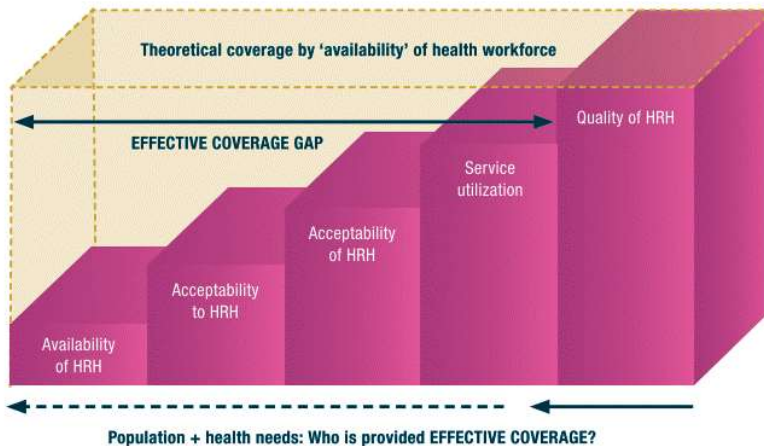 Theoretical coverage by ‘availability’ of health workforce
EFFECTIVE COVERAGE GAP
Quality of HRH
Service
utilization
Acceptability
of HRH
Acceptability
to HRH
Availability
of HRH
Population + health needs: Who is provided EFFECTIVE COVERAGE?